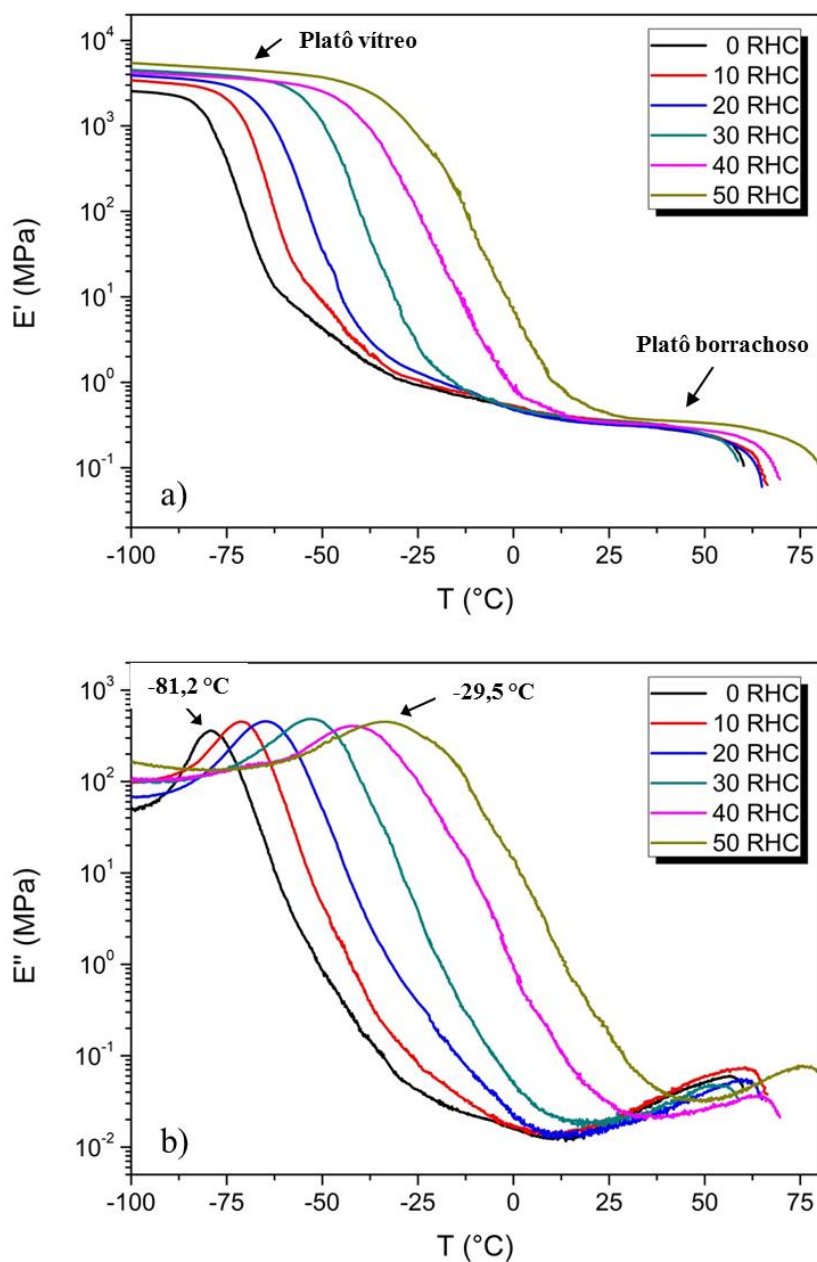 Platô vítreo
0 RHC
10 RHC
20 RHC
30 RHC
40 RHC
50 RHC
10⁴
10³
10²
10¹
10⁰
10⁻¹
E' (MPa)
Platô borrachoso
a)
-100 -75 -50 -25 0 25 50 75
T (°C)
-81,2 °C
-29,5 °C
0 RHC
10 RHC
20 RHC
30 RHC
40 RHC
50 RHC
10³
10²
10¹
10⁰
10⁻¹
10⁻²
E'' (MPa)
b)
-100 -75 -50 -25 0 25 50 75
T (°C)